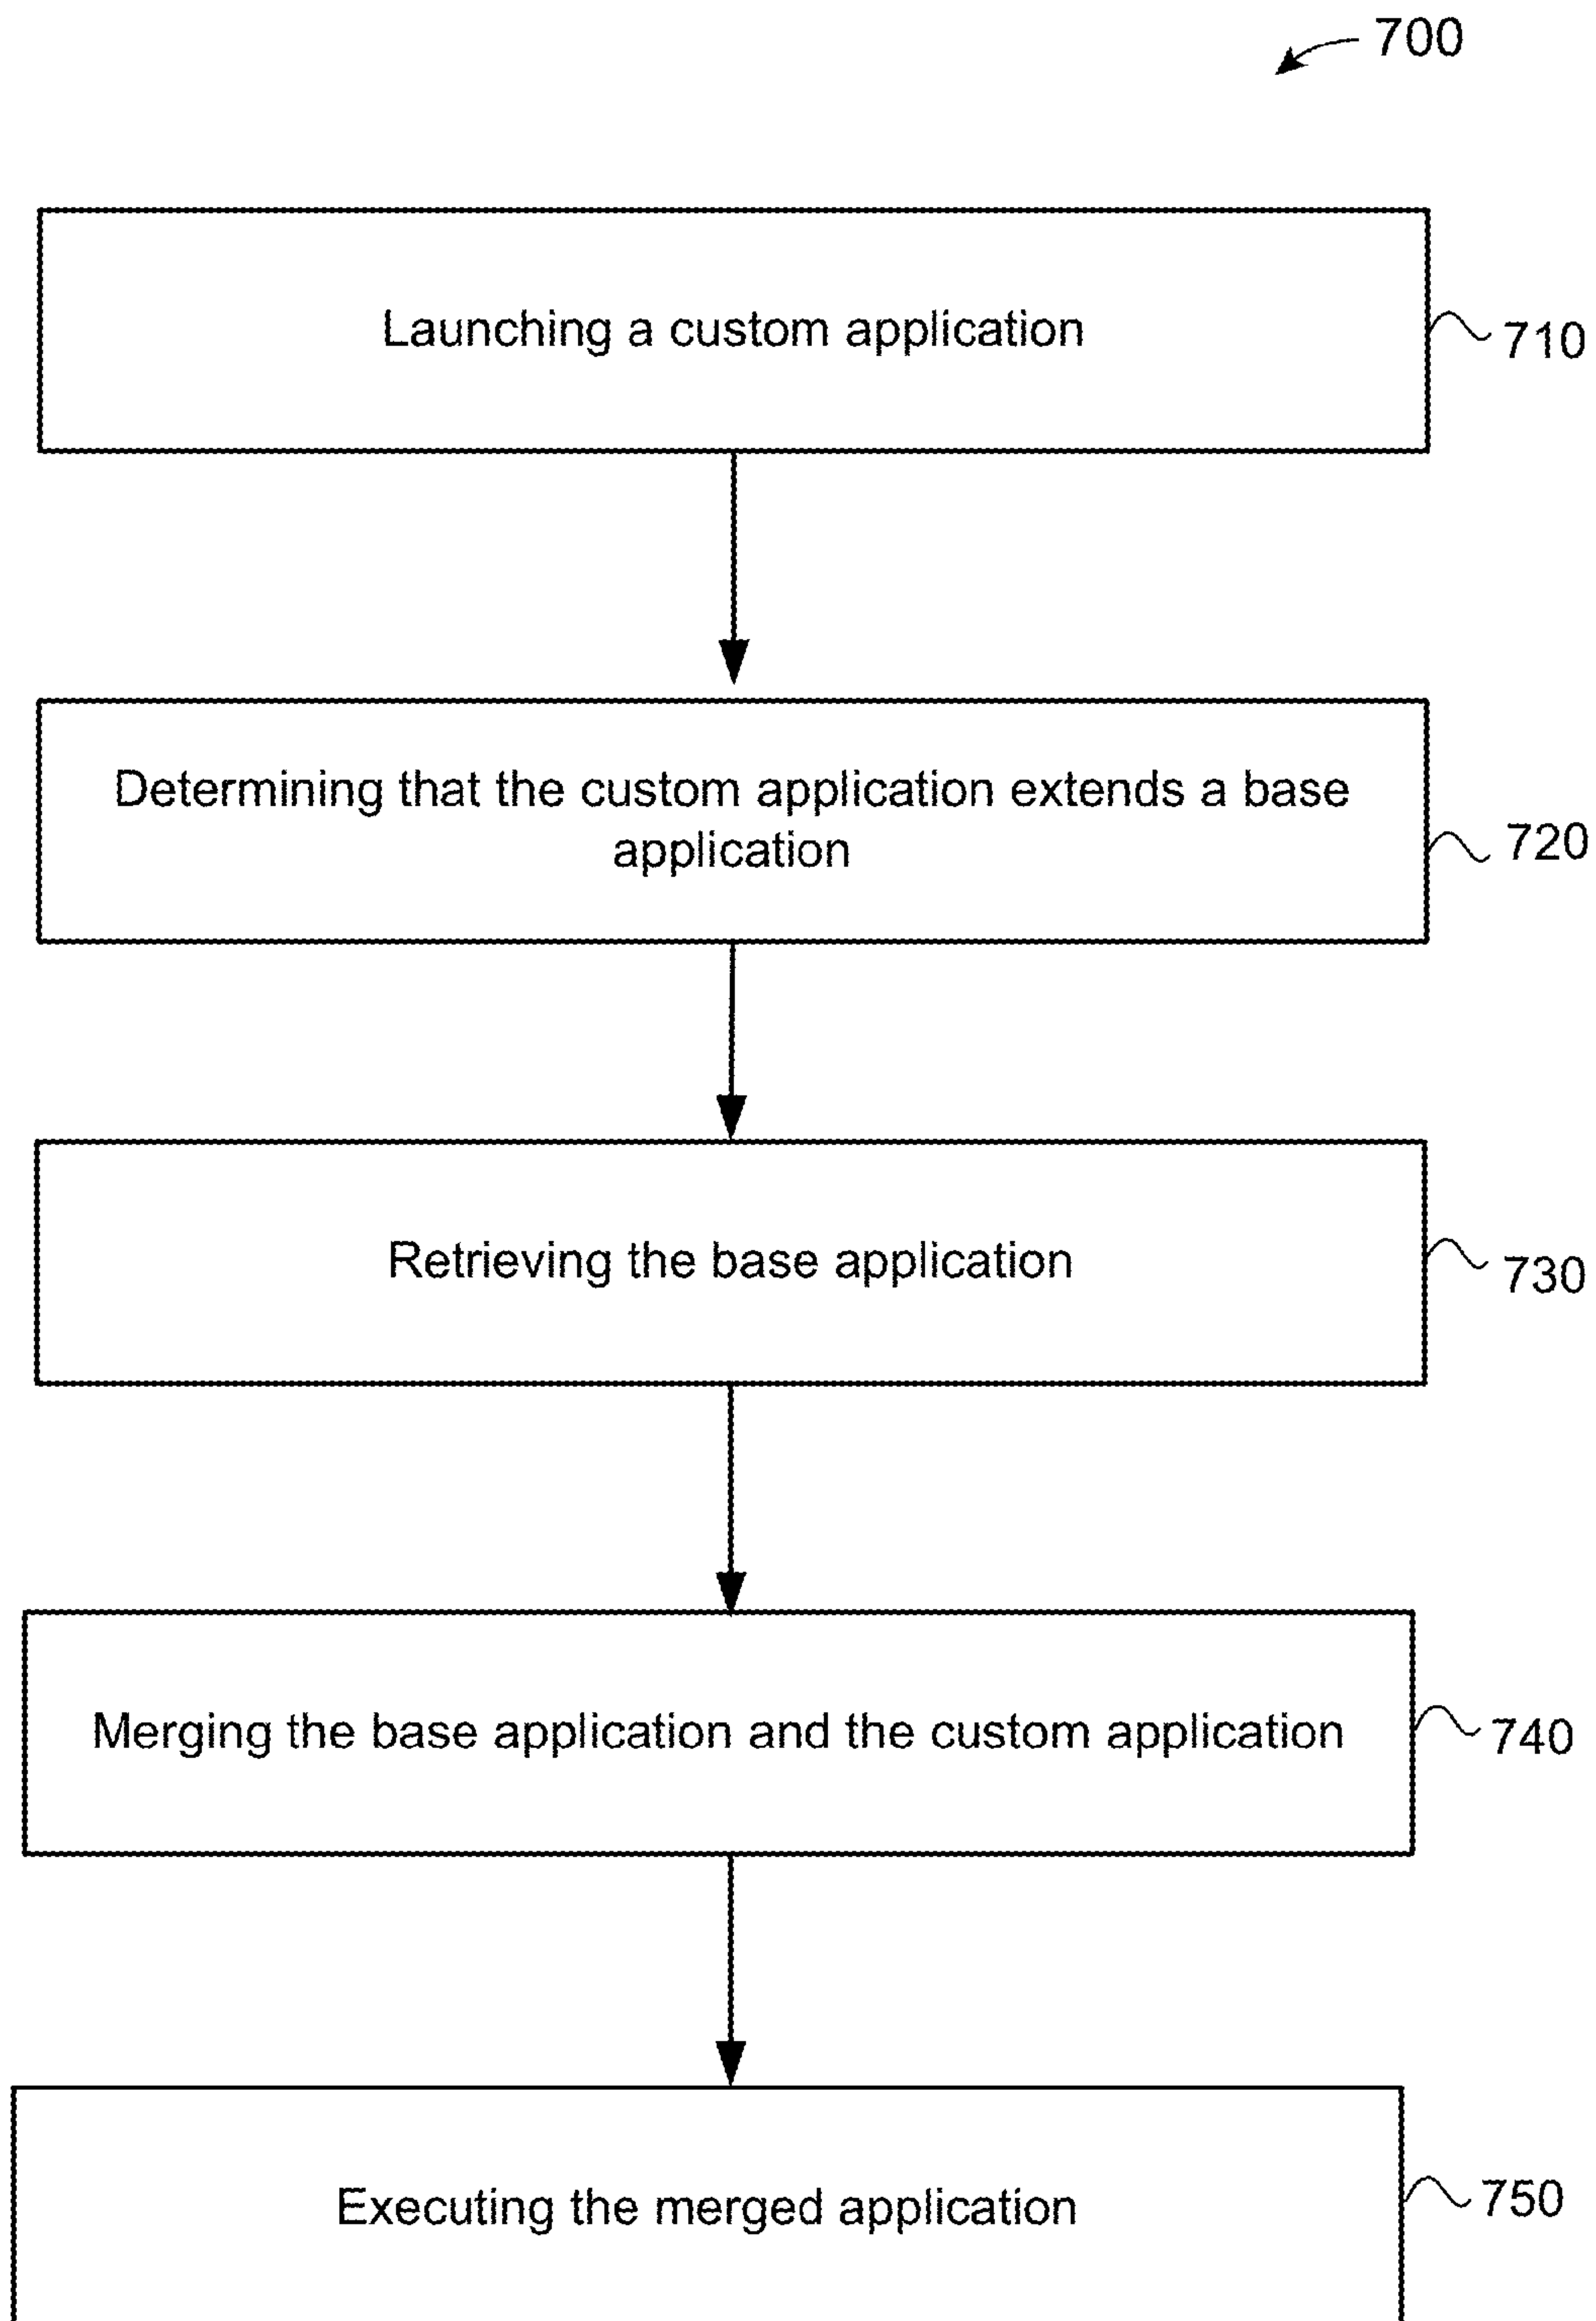 700
Launching a custom application
710
Determining that the custom application extends a base
application
720
Retrieving the base application
730
Merging the base application and the custom application
740
Executing the merged application
750